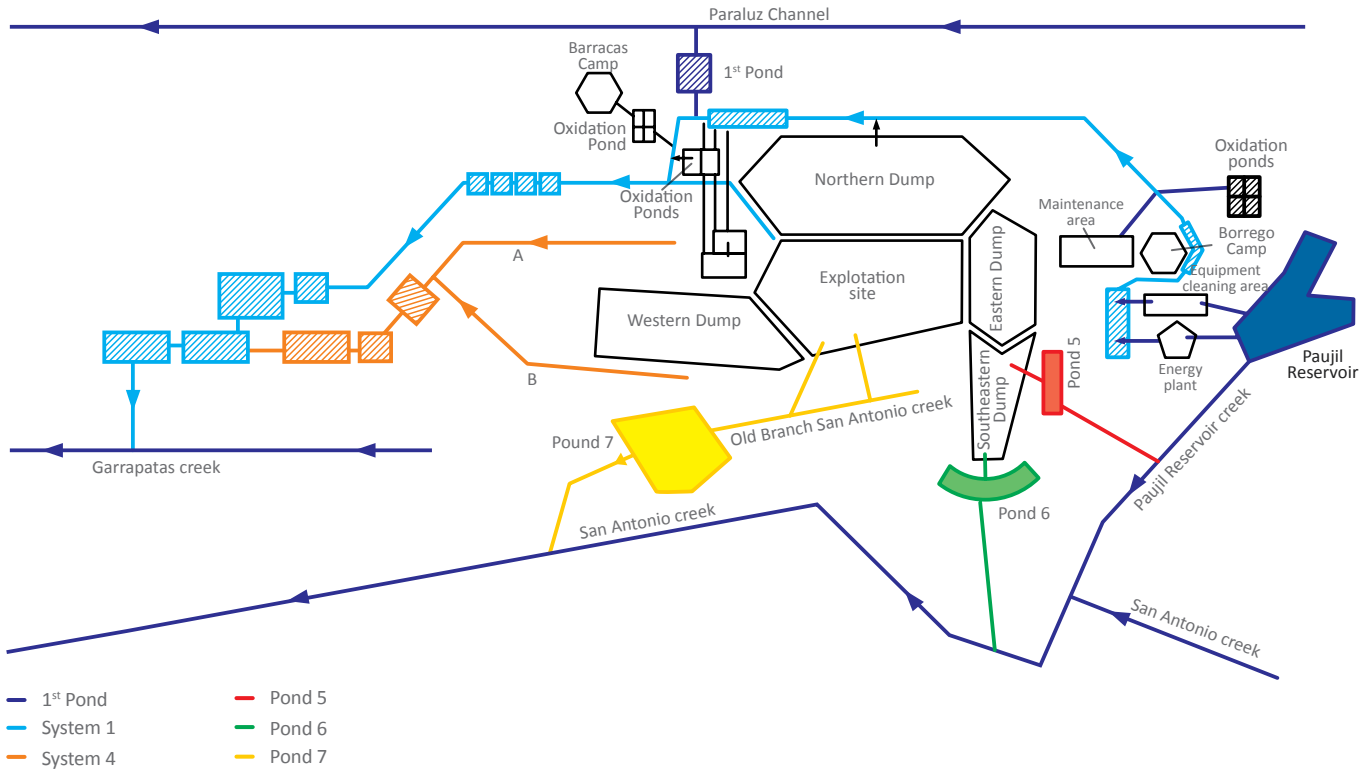 Paraluz Channel
Barracas
Camp
1st Pond
Oxidation
Pond
Oxidation
ponds
Northern Dump
Oxidation
Ponds
Maintenance
area
Borrego
Camp
A
Explotation
site
Eastern Dump
Equipment
cleaning area
Western Dump
Pond 5
Energy
plant
Paujil
Reservoir
B
Southeastern
Dump
Old Branch San Antonio creek
Pound 7
Garrapatas creek
Paujil Reservoir creek
Pond 6
San Antonio creek
San Antonio creek
1st Pond
System 1
System 4
Pond 5
Pond 6
Pond 7